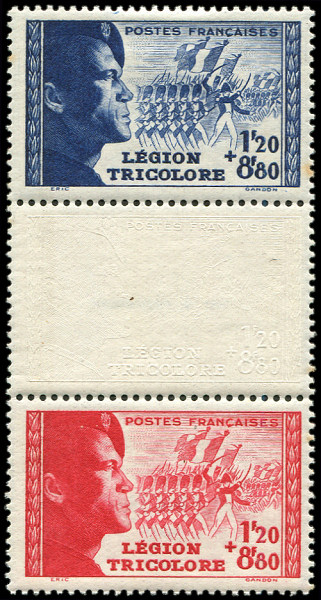 POSTES FRANÇAISES
1F20
LÉGION + 8F80
TRICOLORE
ERIC GANDON
POSTES FRANÇAISES
1F20
LÉGION + 8F80
TRICOLORE
POSTES FRANÇAISES
1F20
LÉGION + 8F80
TRICOLORE
ERIC GANDON